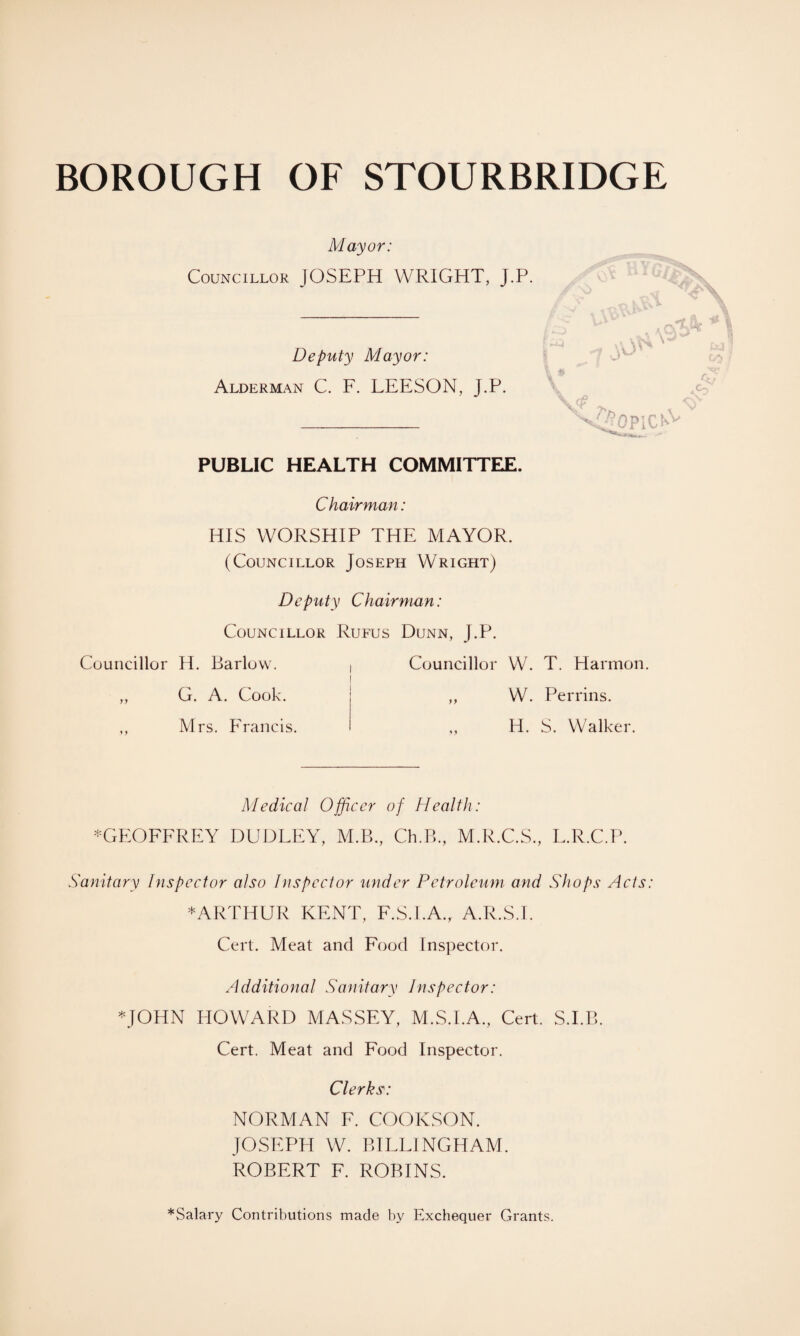 BOROUGH OF STOURBRIDGE
Mayor:
Councillor JOSEPH WRIGHT, J.P.
Deputy Mayor:
Alderman C. F. LEESON, J.P.
LIBRARY
JUN 1934
TROPICAL
PUBLIC HEALTH COMMITTEE.
Chairman:
HIS WORSHIP THE MAYOR.
(Councillor Joseph Wright)
Deputy Chairman:
Councillor Rufus Dunn, J.P.
Councillor H. Barlow. Councillor W. T. Harmon.
„ G. A. Cook. „ W. Perrins.
„ Mrs. Francis. „ H. S. Walker.
Medical Officer of Health:
*GEOFFREY DUDLEY, M.B., Ch.B., M.R.C.S., L.R.C.P.
Sanitary Inspector also Inspector under Petroleum and Shops Acts:
*ARTHUR KENT, F.S.I.A., A.R.S.I.
Cert. Meat and Food Inspector.
Additional Sanitary Inspector:
*JOHN HOWARD MASSEY, M.S.I.A., Cert. S.I.B.
Cert. Meat and Food Inspector.
Clerks:
NORMAN F. COOKSON.
JOSEPH W. BILLINGHAM.
ROBERT F. ROBINS.
*Salary Contributions made by Exchequer Grants.